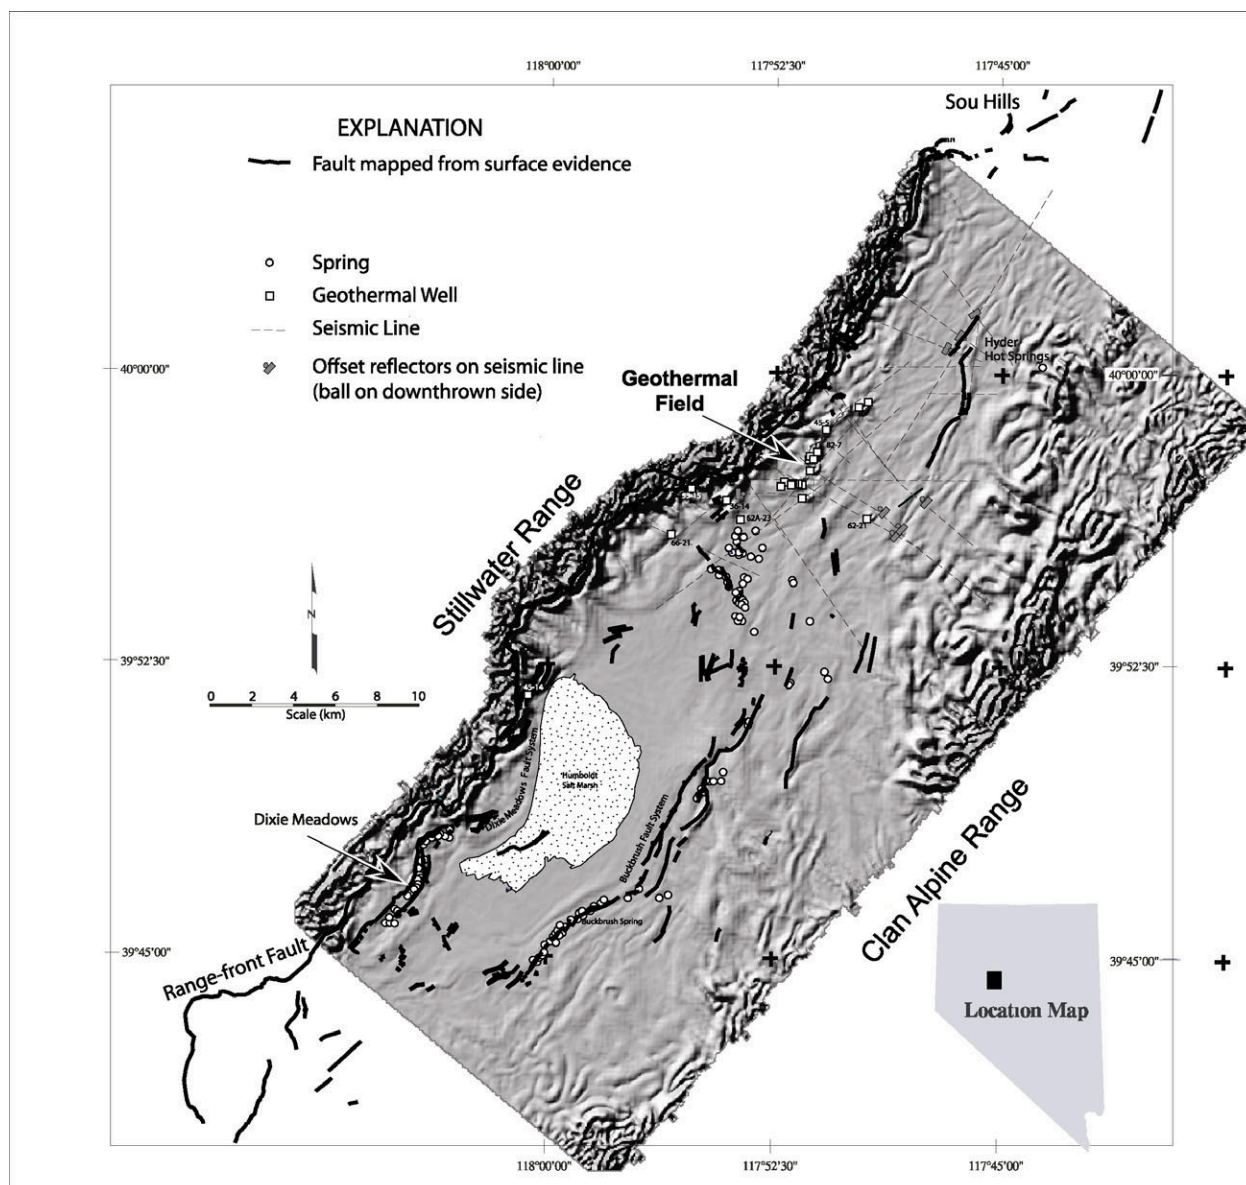 118°00'00"
117°52'30"
117°45'00"
Sou Hills
EXPLANATION
Fault mapped from surface evidence
Spring
Geothermal Well
Seismic Line
Offset reflectors on seismic line
(ball on downthrown side)
Hyder
Hot Springs
40°00'00"
40°00'00"
Geothermal
Field
45-5
82-7
Stillwater Range
36-14
62A-23
62-21
66-21
N
39°52'30"
39°52'30"
0 2 4 6 8 10
Scale (km)
Dixie Meadows Fault System
Humboldt
Salt Marsh
Buckbrush Fault System
Dixie Meadows
Clan Alpine Range
Buckbrush Spring
39°45'00"
39°45'00"
Range-front Fault
Location Map
118°00'00"
117°52'30"
117°45'00"